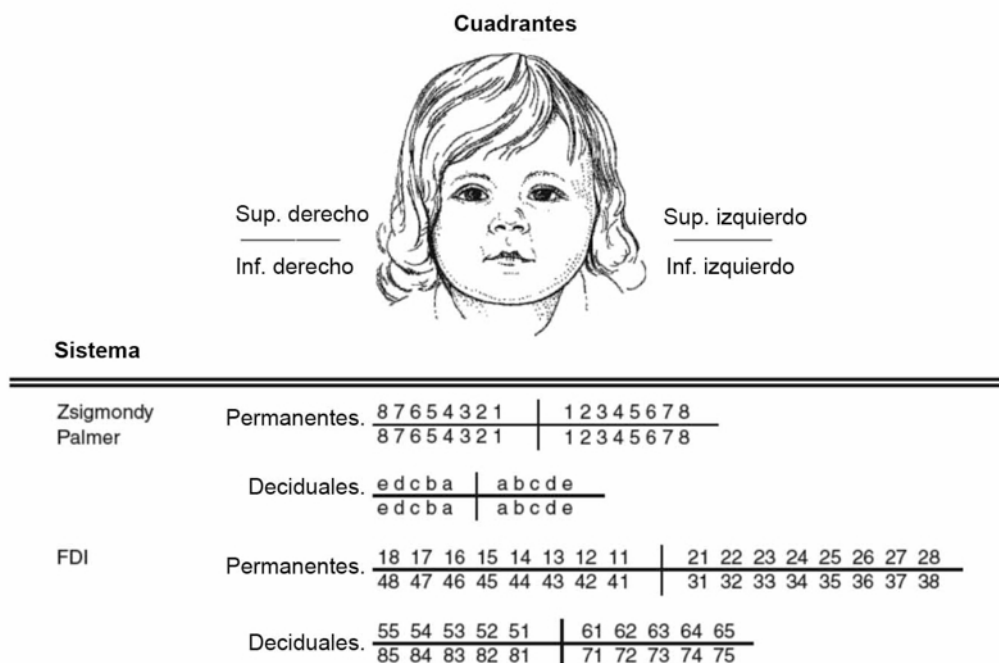 Cuadrantes
Sup. derecho Sup. izquierdo
Inf. derecho Inf. izquierdo
Sistema
Zsigmondy Palmer Permanentes. 8 7 6 5 4 3 2 1 1 2 3 4 5 6 7 8
8 7 6 5 4 3 2 1 1 2 3 4 5 6 7 8
Deciduales. e d c b a a b c d e
e d c b a a b c d e
FDI Permanentes. 18 17 16 15 14 13 12 11 21 22 23 24 25 26 27 28
48 47 46 45 44 43 42 41 31 32 33 34 35 36 37 38
Deciduales. 55 54 53 52 51 61 62 63 64 65
85 84 83 82 81 71 72 73 74 75